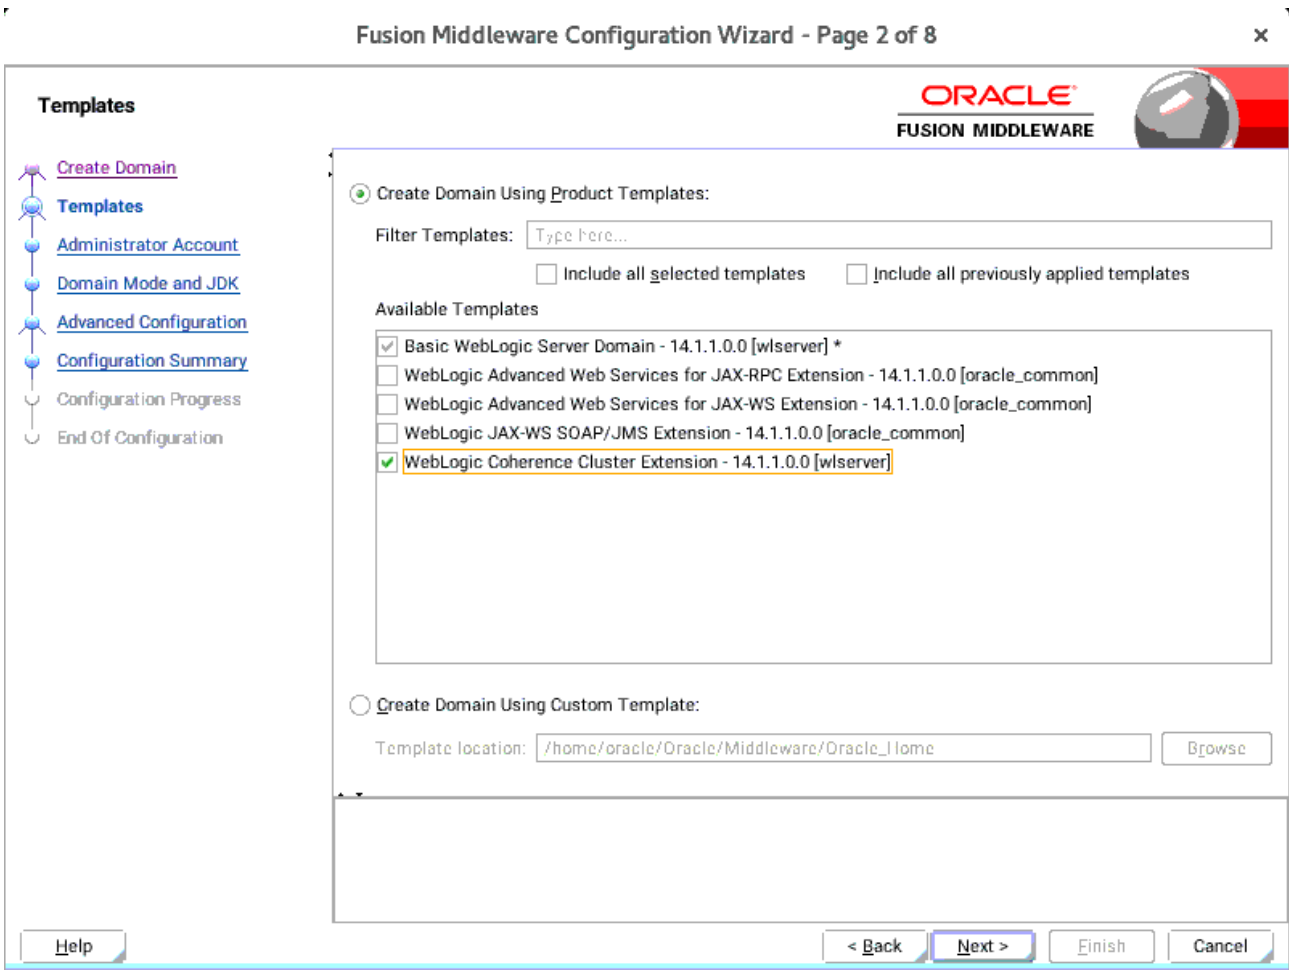 Fusion Middleware Configuration Wizard - Page 2 of 8
Templates
ORACLE
FUSION MIDDLEWARE
Create Domain
Templates
Administrator Account
Domain Mode and JDK
Advanced Configuration
Configuration Summary
Configuration Progress
End Of Configuration
Create Domain Using Product Templates:
Filter Templates: Type here...
Include all selected templates Include all previously applied templates
Available Templates
Basic WebLogic Server Domain - 14.1.1.0.0 [wlserver] *
WebLogic Advanced Web Services for JAX-RPC Extension - 14.1.1.0.0 [oracle_common]
WebLogic Advanced Web Services for JAX-WS Extension - 14.1.1.0.0 [oracle_common]
WebLogic JAX-WS SOAP/JMS Extension - 14.1.1.0.0 [oracle_common]
WebLogic Coherence Cluster Extension - 14.1.1.0.0 [wlserver]
Create Domain Using Custom Template:
Template location: /home/oracle/Oracle/Middleware/Oracle_Home Browse
Help < Back Next > Finish Cancel